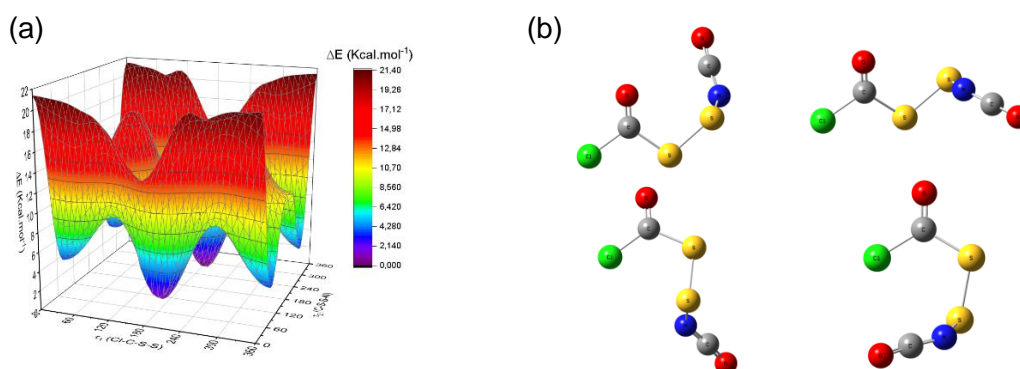 (a)
(b)
ΔE (Kcal.mol⁻¹)
21,40
19,26
17,12
14,98
12,84
10,70
8,560
6,420
4,280
2,140
0,000
22
20
18
16
14
12
10
8
6
4
2
ΔE (Kcal.mol⁻¹)
60
120
180
240
300
360
τ₁ (Cl-C-S-S)
0
60
120
180
240
300
360
C
C
S
S
Cl
C
S
S
C
Cl
C
S
S
C
Cl
C
S
S
C
Cl